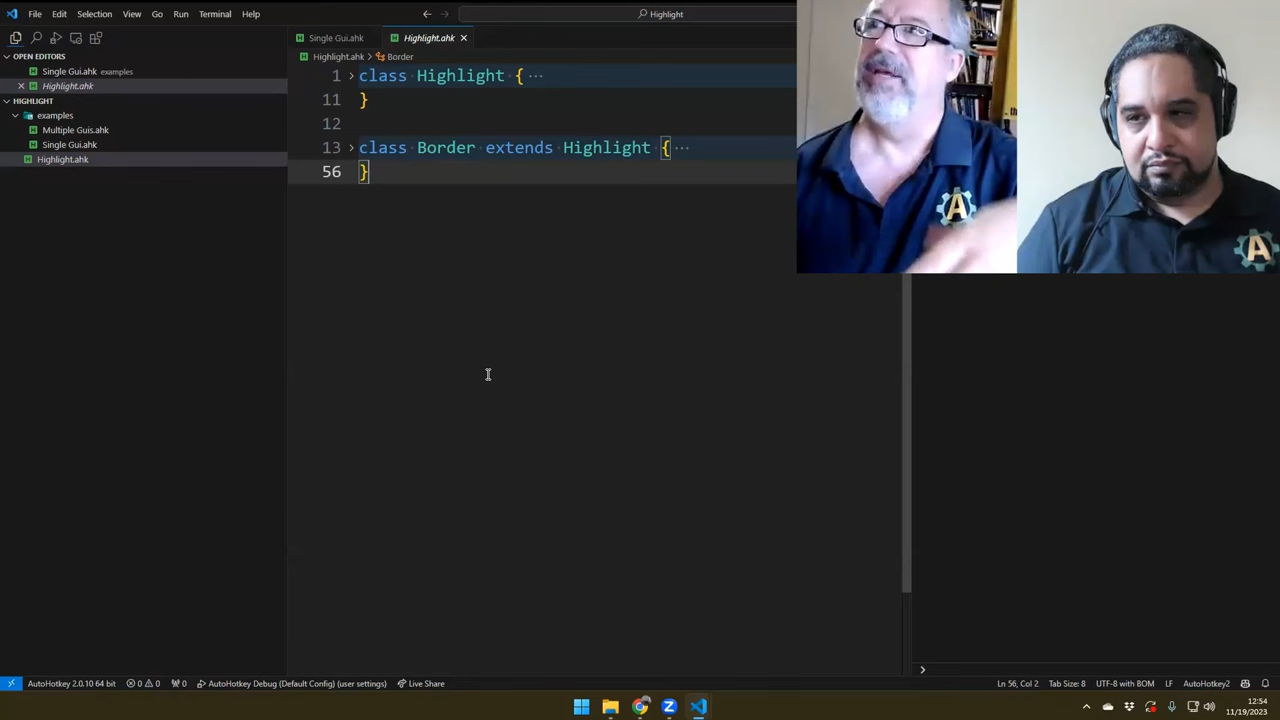 File Edit Selection View Go Run Terminal Help
Highlight
OPEN EDITORS
Single Gui.ahk examples
Highlight.ahk
HIGHLIGHT
examples
Multiple Guis.ahk
Single Gui.ahk
Highlight.ahk
Single Gui.ahk Highlight.ahk
Highlight.ahk > Border
1 class Highlight { ...
11 }
12
13 class Border extends Highlight { ...
56 }
A
A
AutoHotkey 2.0.10 64 bit 0 0 0 AutoHotkey Debug (Default Config) (user settings) Live Share
Ln 56, Col 2 Tab Size: 8 UTF-8 with BOM LF AutoHotkey2
12:54
11/19/2023